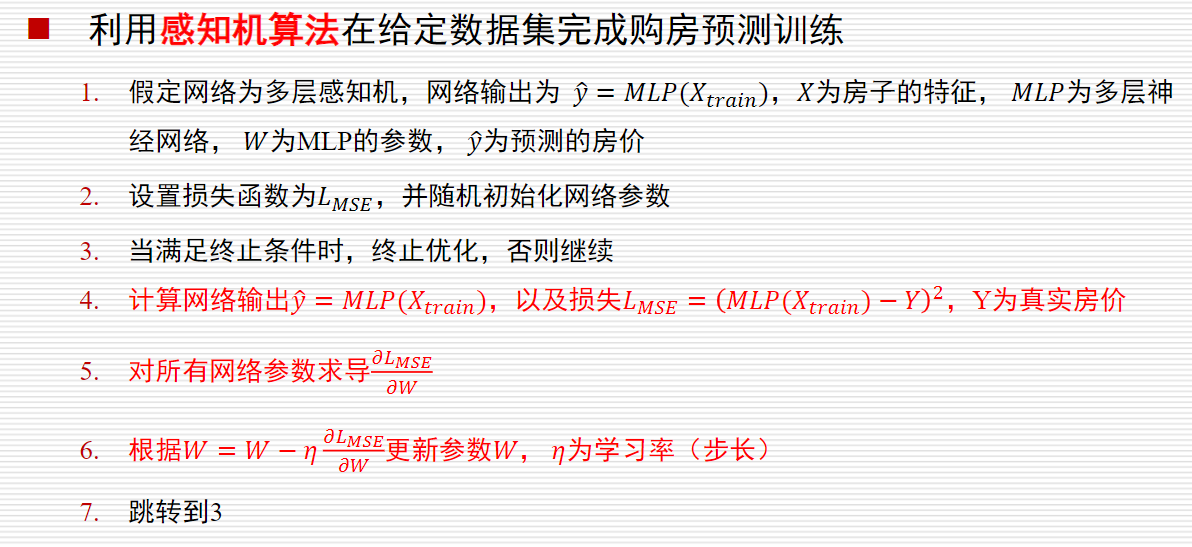 ■ 利用感知机算法在给定数据集完成购房预测训练
1. 假定网络为多层感知机，网络输出为 $\hat{y} = MLP(X_{train})$，$X$为房子的特征， $MLP$为多层神
经网络， $W$为MLP的参数， $\hat{y}$为预测的房价
2. 设置损失函数为$L_{MSE}$，并随机初始化网络参数
3. 当满足终止条件时，终止优化，否则继续
4. 计算网络输出$\hat{y} = MLP(X_{train})$，以及损失$L_{MSE} = (MLP(X_{train}) - Y)^2$，Y为真实房价
5. 对所有网络参数求导$\frac{\partial L_{MSE}}{\partial W}$
6. 根据$W = W - \eta \frac{\partial L_{MSE}}{\partial W}$更新参数$W$， $\eta$为学习率（步长）
7. 跳转到3